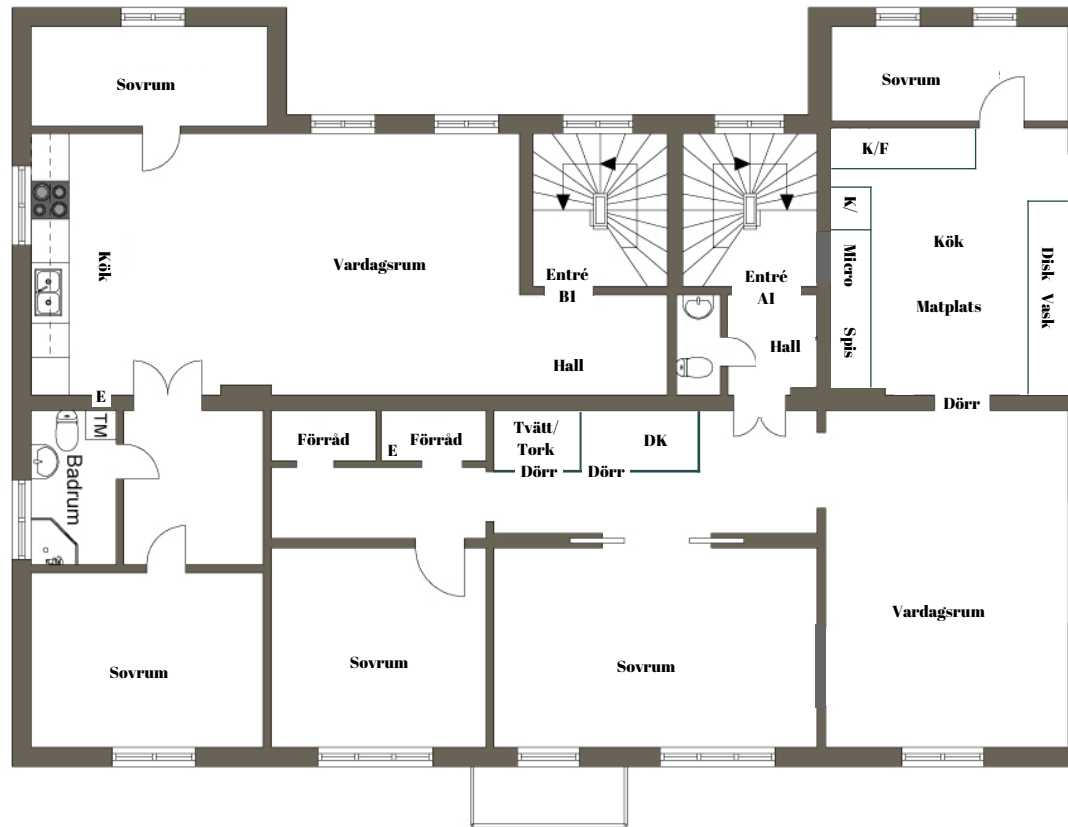 Sovrum
Sovrum
K/F
K/
Kök
Vardagsrum
Entré
B1
Entré
A1
Micro
Kök
Disk Vask
Matplats
Spis
Hall
Hall
E
Dörr
TM
Badrum
Förråd
Förråd
E
Tvätt/
Tork
DK
Dörr
Dörr
Vardagsrum
Sovrum
Sovrum
Sovrum